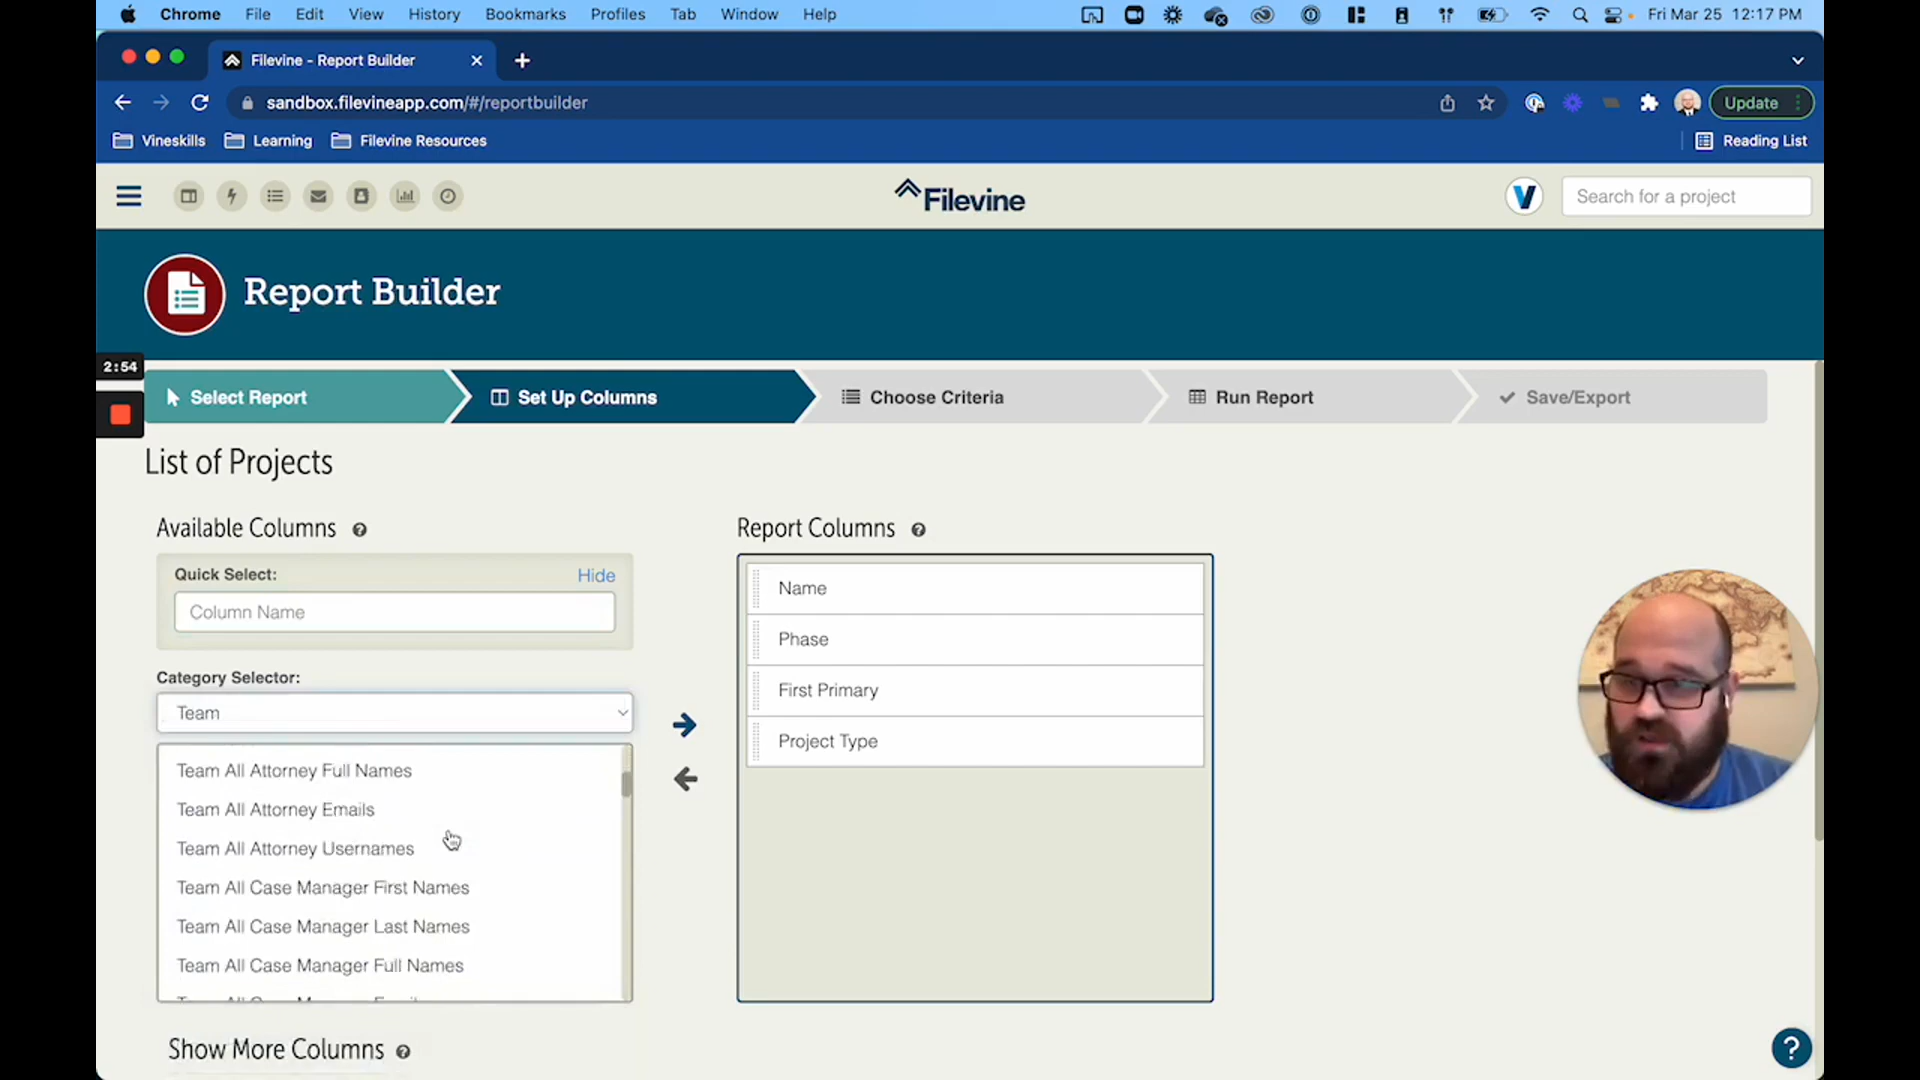 Chrome File Edit View History Bookmarks Profiles Tab Window Help Fri Mar 25 12:17 PM
Filevine - Report Builder
sandbox.filevineapp.com/#/reportbuilder Update
Vineskills Learning Filevine Resources Reading List
Filevine Search for a project
Report Builder
2:54
Select Report Set Up Columns Choose Criteria Run Report Save/Export
List of Projects
Available Columns ?
Quick Select: Hide
Column Name
Category Selector:
Team
Team All Attorney Full Names
Team All Attorney Emails
Team All Attorney Usernames
Team All Case Manager First Names
Team All Case Manager Last Names
Team All Case Manager Full Names
Show More Columns ?
Report Columns ?
Name
Phase
First Primary
Project Type
?